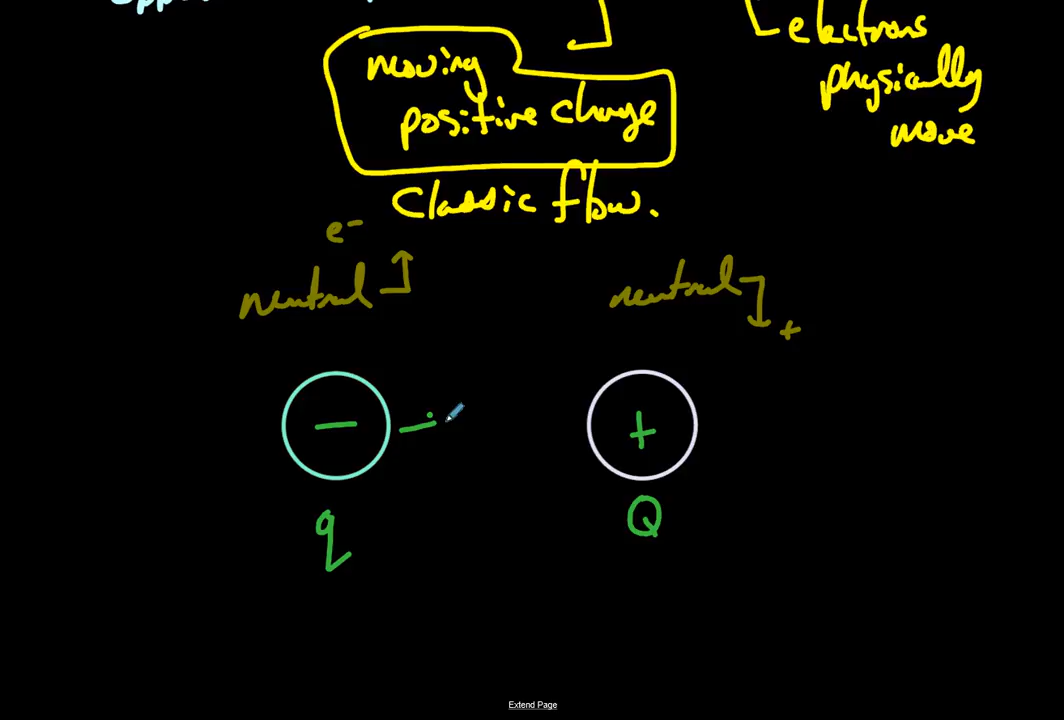 electrons
moving
physically
positive charge
move
Classic flow.
e-
neutral
neutral
+
-
+
q
Q
Extend Page